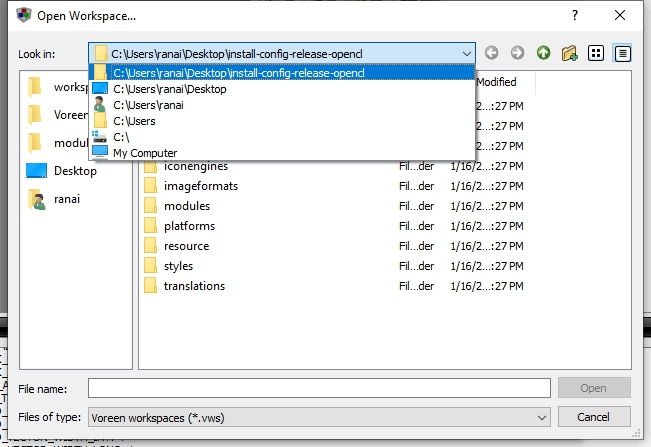 Open Workspace...
?
Look in:
C:\Users\ranai\Desktop\install-config-release-opencl
C:\Users\ranai\Desktop\install-config-release-opencl
Modified
C:\Users\ranai\Desktop
C:\Users\ranai
C:\Users
C:\
My Computer
works
Voreen
modul
Desktop
ranai
:27 PM
:27 PM
:27 PM
iconengines Fil...der 1/16/2...:27 PM
imageformats Fil...der 1/16/2...:27 PM
modules Fil...der 1/16/2...:27 PM
platforms Fil...der 1/16/2...:27 PM
resource Fil...der 1/16/2...:27 PM
styles Fil...der 1/16/2...:27 PM
translations Fil...der 1/16/2...:27 PM
File name:
Open
Files of type: Voreen workspaces (*.vws)
Cancel